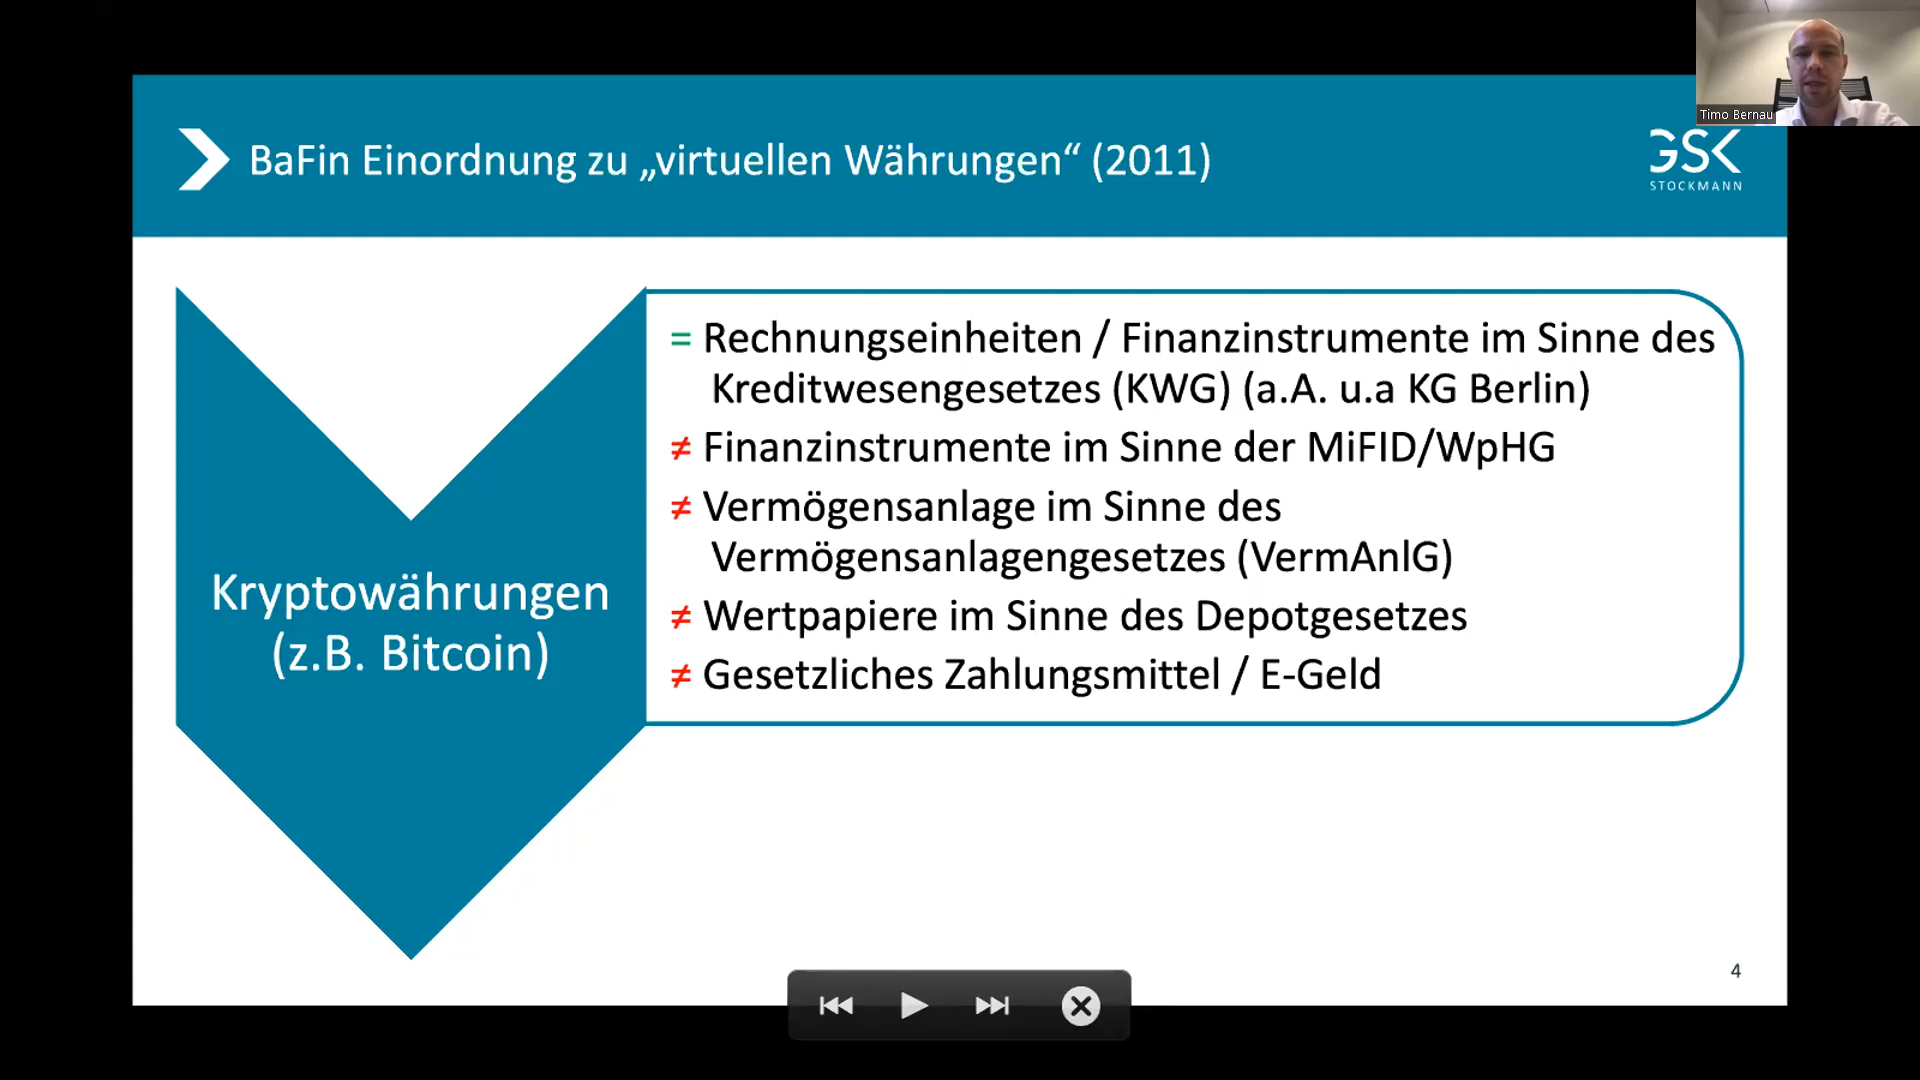 Timo Bernau
BaFin Einordnung zu „virtuellen Währungen“ (2011)
GSK
STOCKMANN
= Rechnungseinheiten / Finanzinstrumente im Sinne des
Kreditwesengesetzes (KWG) (a.A. u.a KG Berlin)
≠ Finanzinstrumente im Sinne der MiFID/WpHG
≠ Vermögensanlage im Sinne des
Vermögensanlagengesetzes (VermAnlG)
≠ Wertpapiere im Sinne des Depotgesetzes
≠ Gesetzliches Zahlungsmittel / E-Geld
Kryptowährungen
(z.B. Bitcoin)
4